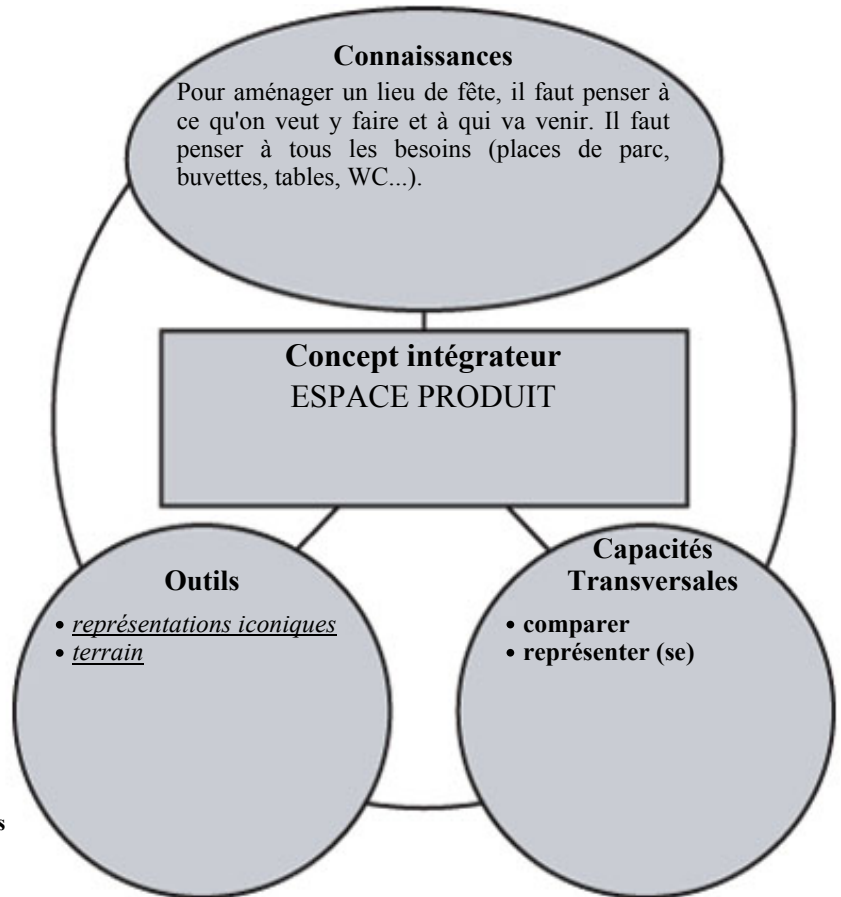 Connaissances
Pour aménager un lieu de fête, il faut penser à
ce qu'on veut y faire et à qui va venir. Il faut
penser à tous les besoins (places de parc,
buvettes, tables, WC...).
Concept intégrateur
ESPACE PRODUIT
Outils
• représentations iconiques
• terrain
Capacités
Transversales
• comparer
• représenter (se)
s